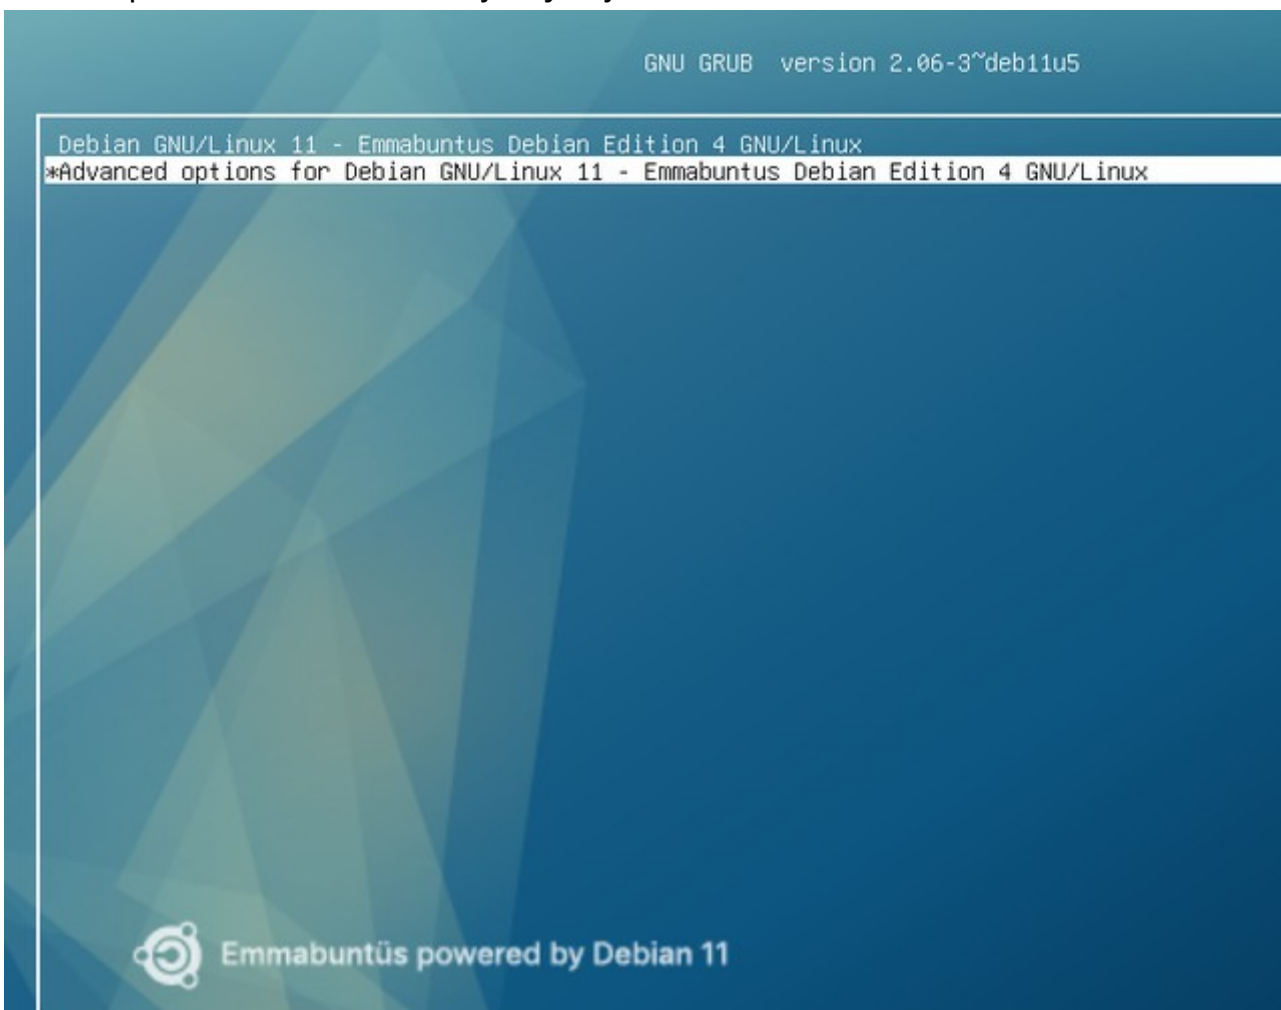 GNU GRUB version 2.06-3~deb11u5
Debian GNU/Linux 11 - Emmabuntus Debian Edition 4 GNU/Linux
*Advanced options for Debian GNU/Linux 11 - Emmabuntus Debian Edition 4 GNU/Linux
Emmabuntüs powered by Debian 11